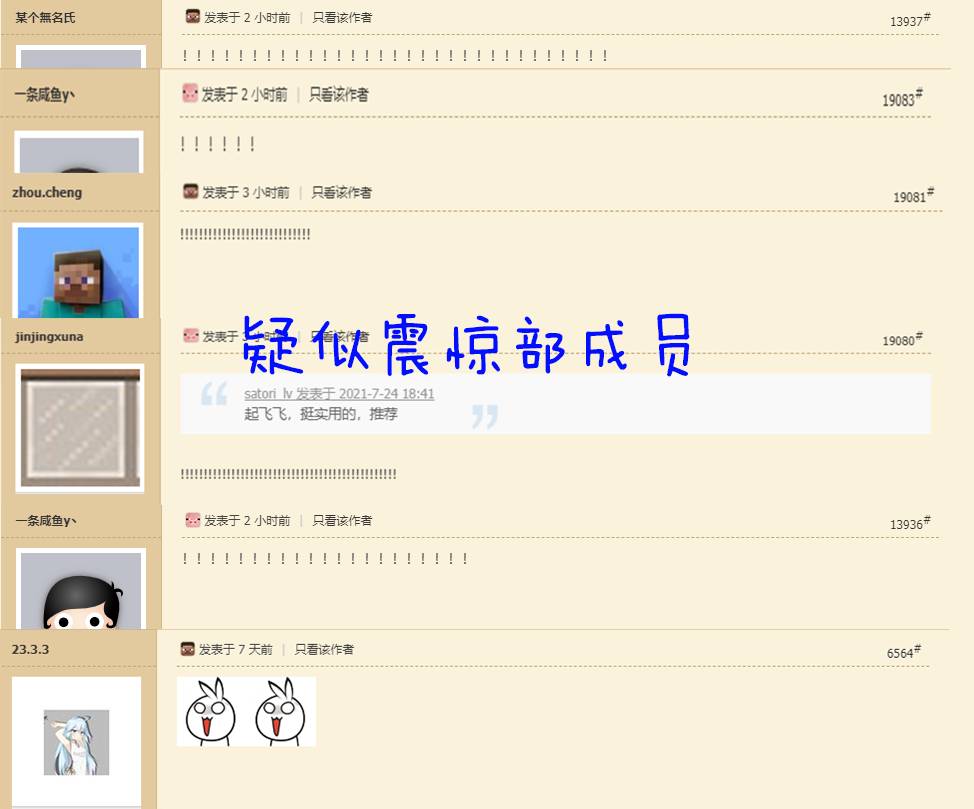 某个無名氏
发表于 2 小时前 | 只看该作者
13937#
！！！！！！！！！！！！！！！！！！！！！！！！！！！！！！！
一条咸鱼y丶
发表于 2 小时前 | 只看该作者
19083#
！！！！！！
zhou.cheng
发表于 3 小时前 | 只看该作者
19081#
!!!!!!!!!!!!!!!!!!!!!!!!!!!!
jinjingxuna
发表于 3 小时前 | 只看该作者
19080#
疑似震惊部成员
satori_lv 发表于 2021-7-24 18:41
起飞飞，挺实用的，推荐
!!!!!!!!!!!!!!!!!!!!!!!!!!!!!!!!!!!!!!!!!!!!!!!
一条咸鱼y丶
发表于 2 小时前 | 只看该作者
13936#
！！！！！！！！！！！！！！！！！！！！！
23.3.3
发表于 7 天前 | 只看该作者
6564#